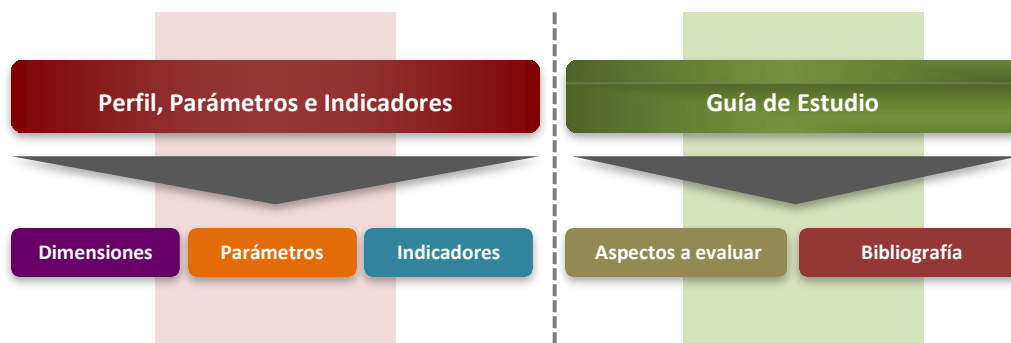 Perfil, Parámetros e Indicadores
Guía de Estudio
Dimensiones
Parámetros
Indicadores
Aspectos a evaluar
Bibliografía